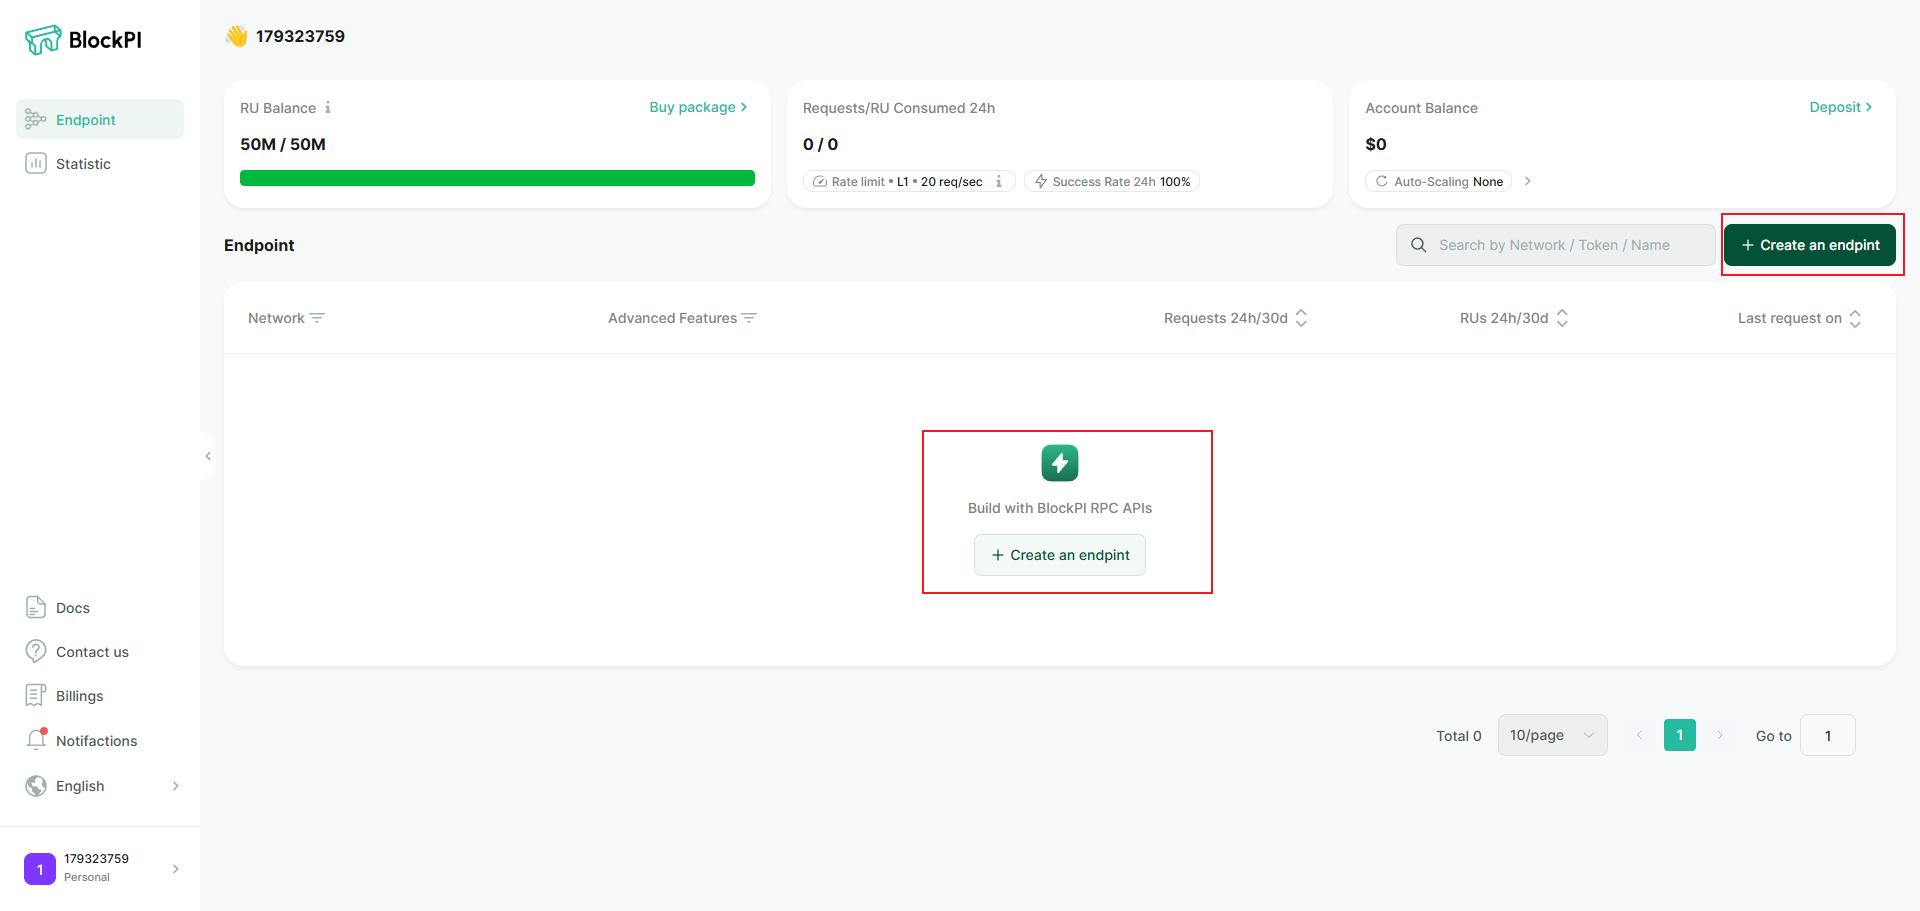 BlockPI
👋 179323759
Endpoint
Statistic
RU Balance
Buy package >
50M / 50M
Requests/RU Consumed 24h
0 / 0
Rate limit • L1 • 20 req/sec
Success Rate 24h 100%
Account Balance
Deposit >
$0
Auto-Scaling None >
Endpoint
Search by Network / Token / Name
+ Create an endpint
Network
Advanced Features
Requests 24h/30d
RUs 24h/30d
Last request on
Build with BlockPI RPC APIs
+ Create an endpint
Total 0
10/page
1
Go to
1
Docs
Contact us
Billings
Notifactions
English
1
179323759
Personal